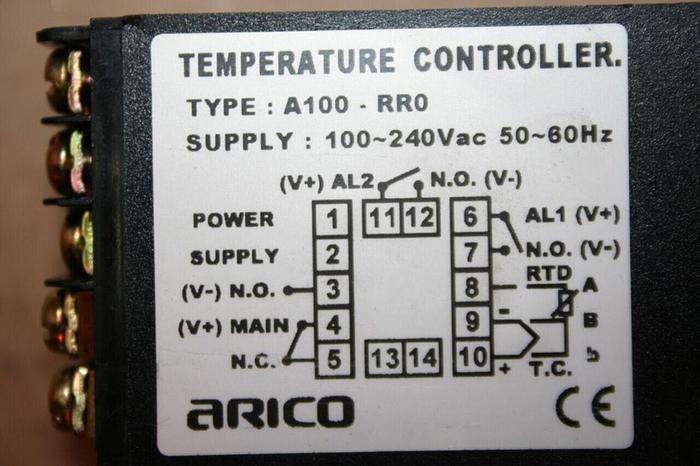 TEMPERATURE CONTROLLER.
TYPE : A100 - RR0
SUPPLY : 100~240Vac 50~60Hz
(V+) AL2 N.O. (V-)
POWER 1 11 12 6 AL1 (V+)
SUPPLY 2 7 N.O. (V-)
RTD
(V-) N.O. 3 8 A
(V+) MAIN 4 9 - B
N.C. 5 13 14 10 + T.C. b
ARICO CE